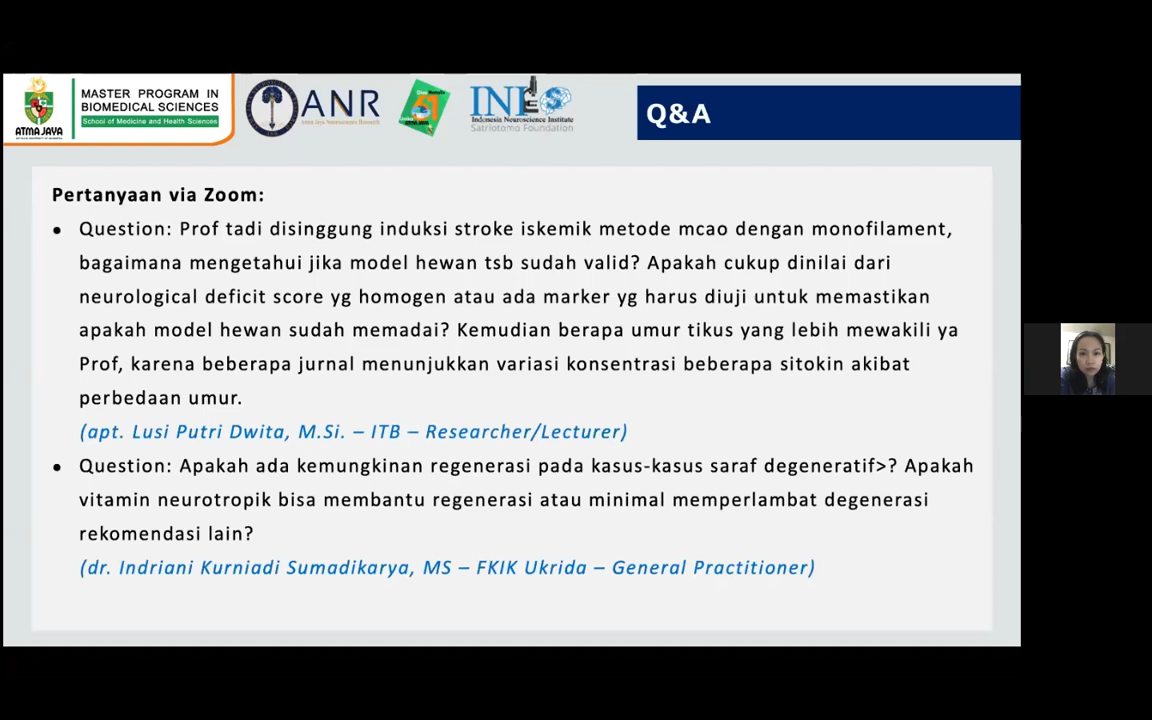 MASTER PROGRAM IN
BIOMEDICAL SCIENCES
School of Medicine and Health Sciences
ATMA JAYA
ANR
INI
Indonesia Neuroscience Institute
Satriotomo Foundation
Q&A
Pertanyaan via Zoom:
• Question: Prof tadi disinggung induksi stroke iskemik metode mcao dengan monofilament,
bagaimana mengetahui jika model hewan tsb sudah valid? Apakah cukup dinilai dari
neurological deficit score yg homogen atau ada marker yg harus diuji untuk memastikan
apakah model hewan sudah memadai? Kemudian berapa umur tikus yang lebih mewakili ya
Prof, karena beberapa jurnal menunjukkan variasi konsentrasi beberapa sitokin akibat
perbedaan umur.
(apt. Lusi Putri Dwita, M.Si. – ITB – Researcher/Lecturer)
• Question: Apakah ada kemungkinan regenerasi pada kasus-kasus saraf degeneratif>? Apakah
vitamin neurotropik bisa membantu regenerasi atau minimal memperlambat degenerasi
rekomendasi lain?
(dr. Indriani Kurniadi Sumadikarya, MS – FKIK Ukrida – General Practitioner)